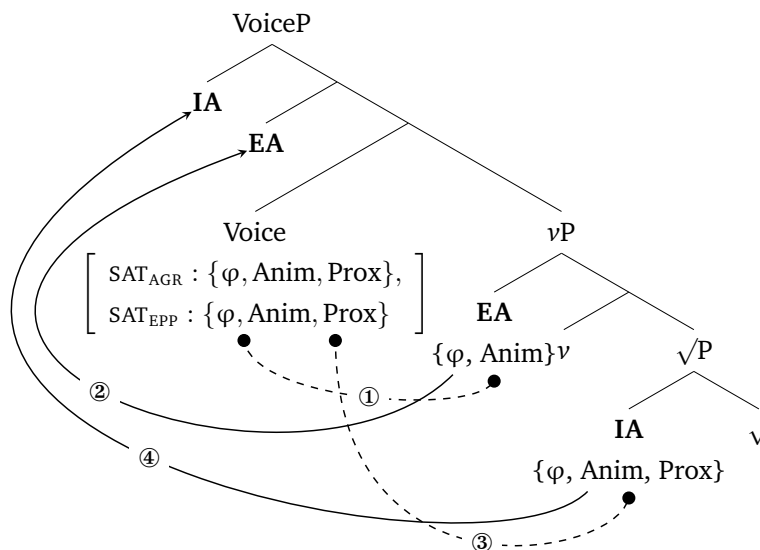 VoiceP
IA
EA
Voice
vP
SAT_AGR : {φ, Anim, Prox},
SAT_EPP : {φ, Anim, Prox}
EA
{φ, Anim}
v
√P
①
②
IA
④
{φ, Anim, Prox}
③